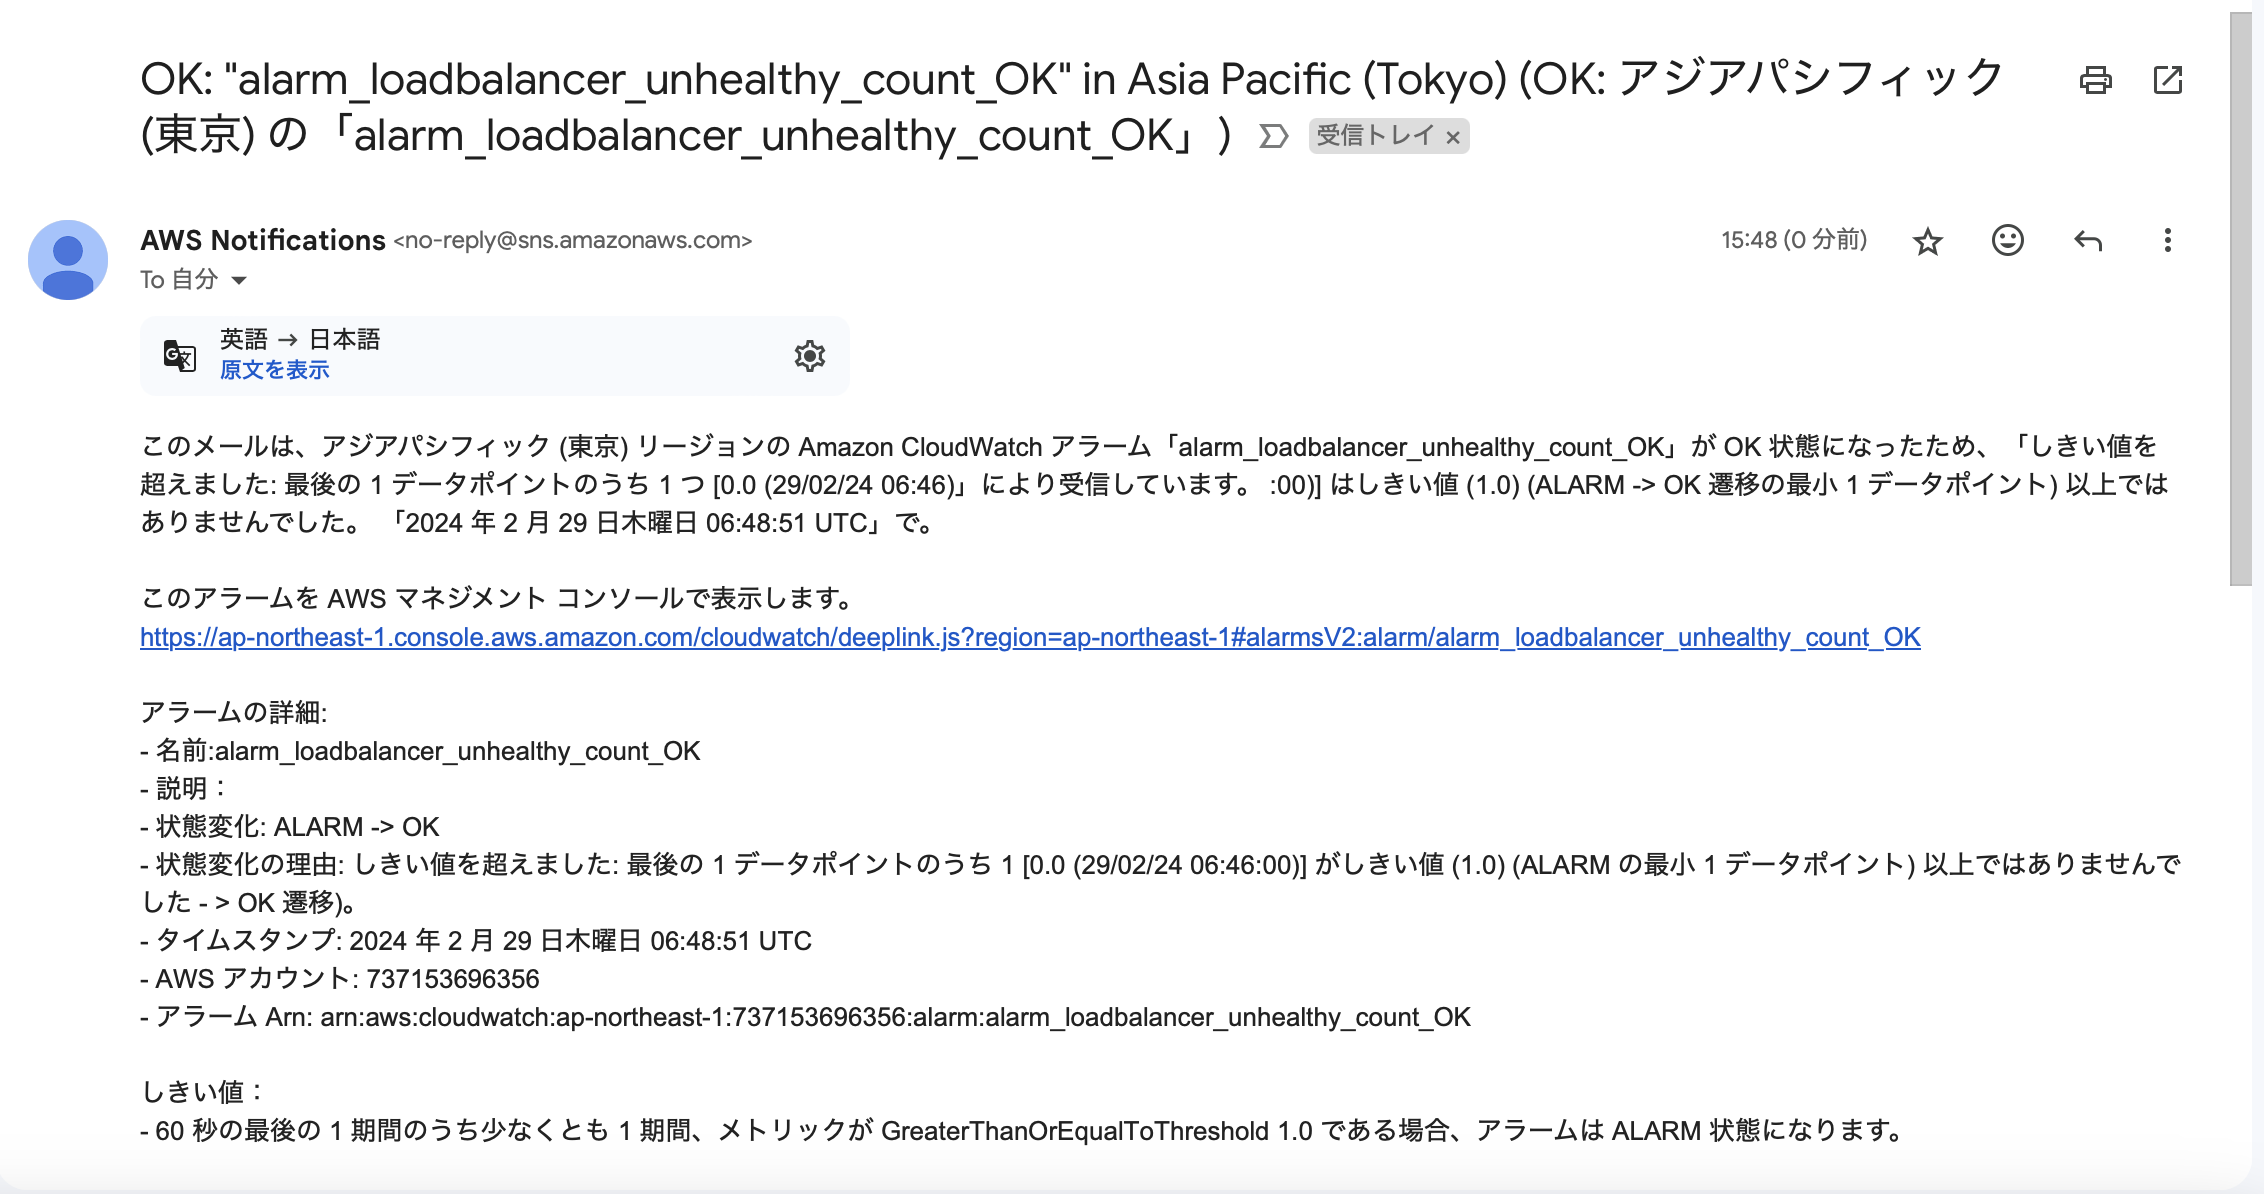 OK: "alarm_loadbalancer_unhealthy_count_OK" in Asia Pacific (Tokyo) (OK: アジアパシフィック
(東京) の「alarm_loadbalancer_unhealthy_count_OK」)
受信トレイ ×
AWS Notifications <no-reply@sns.amazonaws.com>
15:48 (0 分前)
To 自分
英語 → 日本語
原文を表示
このメールは、アジアパシフィック (東京) リージョンの Amazon CloudWatch アラーム「alarm_loadbalancer_unhealthy_count_OK」が OK 状態になったため、「しきい値を
超えました: 最後の 1 データポイントのうち 1 つ [0.0 (29/02/24 06:46)」により受信しています。 :00)] はしきい値 (1.0) (ALARM -> OK 遷移の最小 1 データポイント) 以上では
ありませんでした。 「2024 年 2 月 29 日木曜日 06:48:51 UTC」で。
このアラームを AWS マネジメント コンソールで表示します。
https://ap-northeast-1.console.aws.amazon.com/cloudwatch/deeplink.js?region=ap-northeast-1#alarmsV2:alarm/alarm_loadbalancer_unhealthy_count_OK
アラームの詳細:
- 名前:alarm_loadbalancer_unhealthy_count_OK
- 説明：
- 状態変化: ALARM -> OK
- 状態変化の理由: しきい値を超えました: 最後の 1 データポイントのうち 1 [0.0 (29/02/24 06:46:00)] がしきい値 (1.0) (ALARM の最小 1 データポイント) 以上ではありませんで
した - > OK 遷移)。
- タイムスタンプ: 2024 年 2 月 29 日木曜日 06:48:51 UTC
- AWS アカウント: 737153696356
- アラーム Arn: arn:aws:cloudwatch:ap-northeast-1:737153696356:alarm:alarm_loadbalancer_unhealthy_count_OK
しきい値：
- 60 秒の最後の 1 期間のうち少なくとも 1 期間、メトリックが GreaterThanOrEqualToThreshold 1.0 である場合、アラームは ALARM 状態になります。